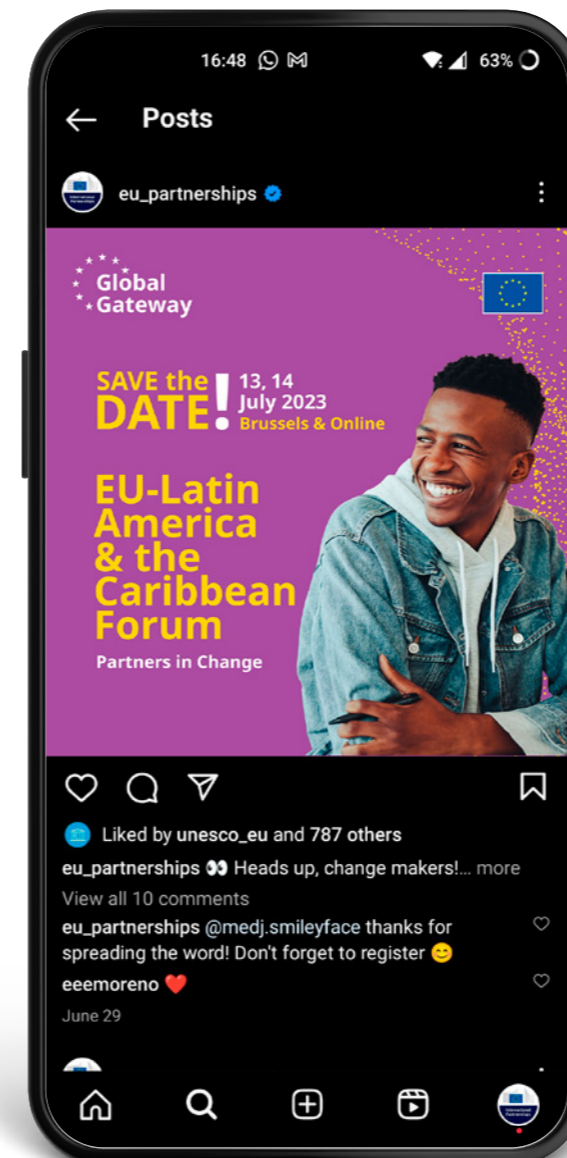 16:48 63%
Posts
eu_partnerships
Global
Gateway
SAVE the
DATE!
13, 14
July 2023
Brussels & Online
EU-Latin
America
& the
Caribbean
Forum
Partners in Change
Liked by unesco_eu and 787 others
eu_partnerships 👀 Heads up, change makers!... more
View all 10 comments
eu_partnerships @medj.smileyface thanks for
spreading the word! Don't forget to register 😊
eeemoreno ❤️
June 29